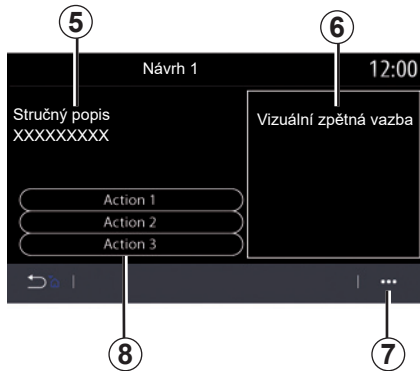 5
6
Návrh 1
12:00
Stručný popis
XXXXXXXXX
Vizuální zpětná vazba
Action 1
Action 2
Action 3
8
7